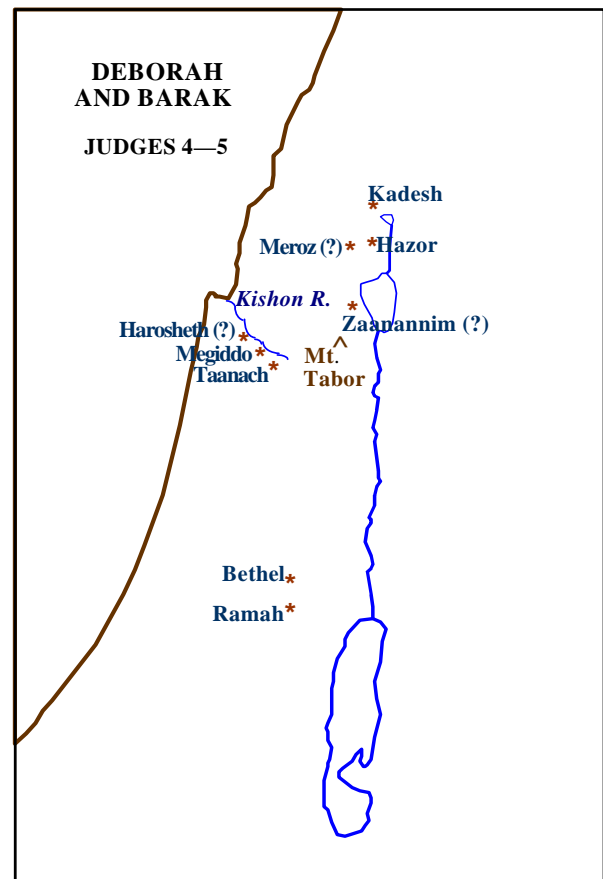 DEBORAH
AND BARAK
JUDGES 4—5
Kadesh
Meroz (?)
Hazor
Kishon R.
Zaanannim (?)
Harosheth (?)
Megiddo
Taanach
Mt.
Tabor
Bethel
Ramah